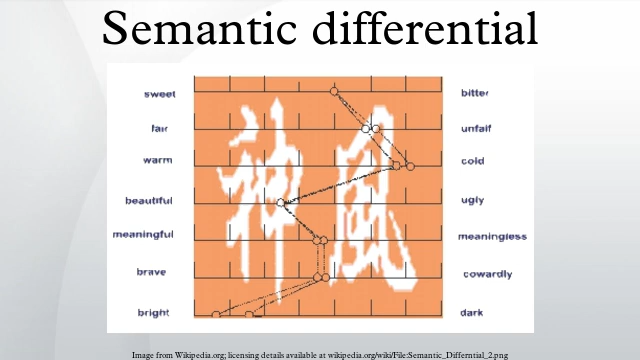 Semantic differential
sweet bitter
fair unfair
warm cold
beautiful ugly
meaningful meaningless
brave cowardly
bright dark
神風
Image from Wikipedia.org; licensing details available at wikipedia.org/wiki/File:Semantic_Differntial_2.png